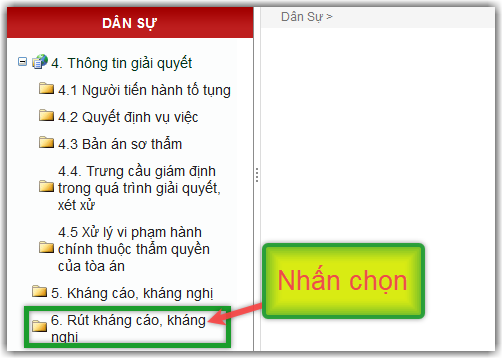 DÂN SỰ
Dân Sự >
4. Thông tin giải quyết
4.1 Người tiến hành tố tụng
4.2 Quyết định vụ việc
4.3 Bản án sơ thẩm
4.4. Trưng cầu giám định
trong quá trình giải quyết,
xét xử
4.5 Xử lý vi phạm hành
chính thuộc thẩm quyền
của tòa án
5. Kháng cáo, kháng nghị
6. Rút kháng cáo, kháng
nghị
Nhấn chọn